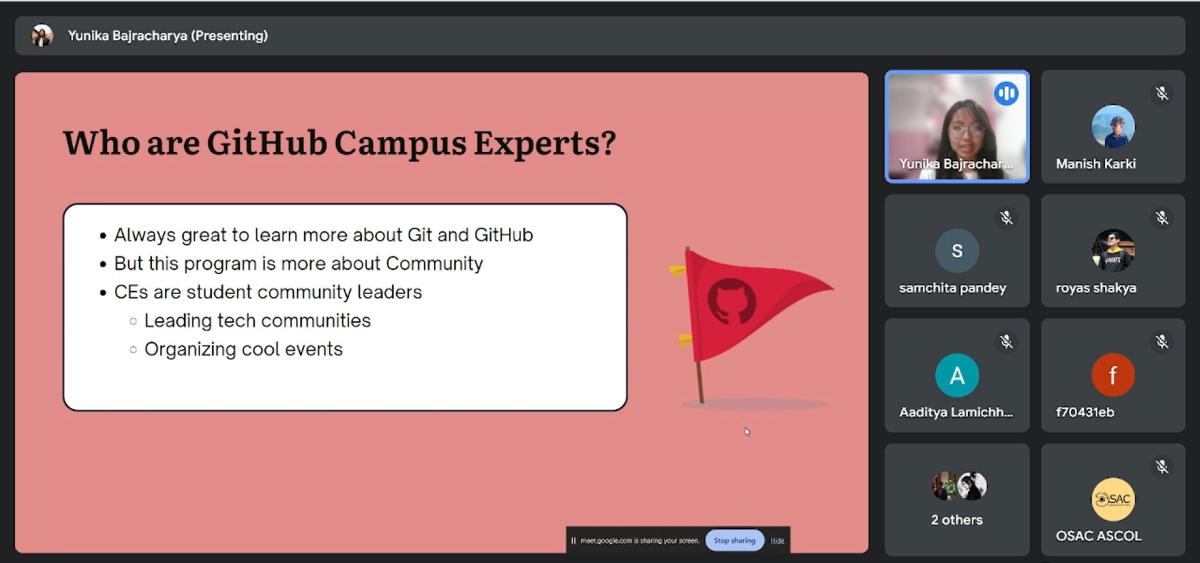 Yunika Bajracharya (Presenting)
Who are GitHub Campus Experts?
Always great to learn more about Git and GitHub
But this program is more about Community
CEs are student community leaders
Leading tech communities
Organizing cool events
meet.google.com is sharing your screen.
Stop sharing
Hide
Yunika Bajrachar...
Manish Karki
S
samchita pandey
royas shakya
A
Aaditya Lamichh...
f
f70431eb
2 others
OSAC
OSAC ASCOL